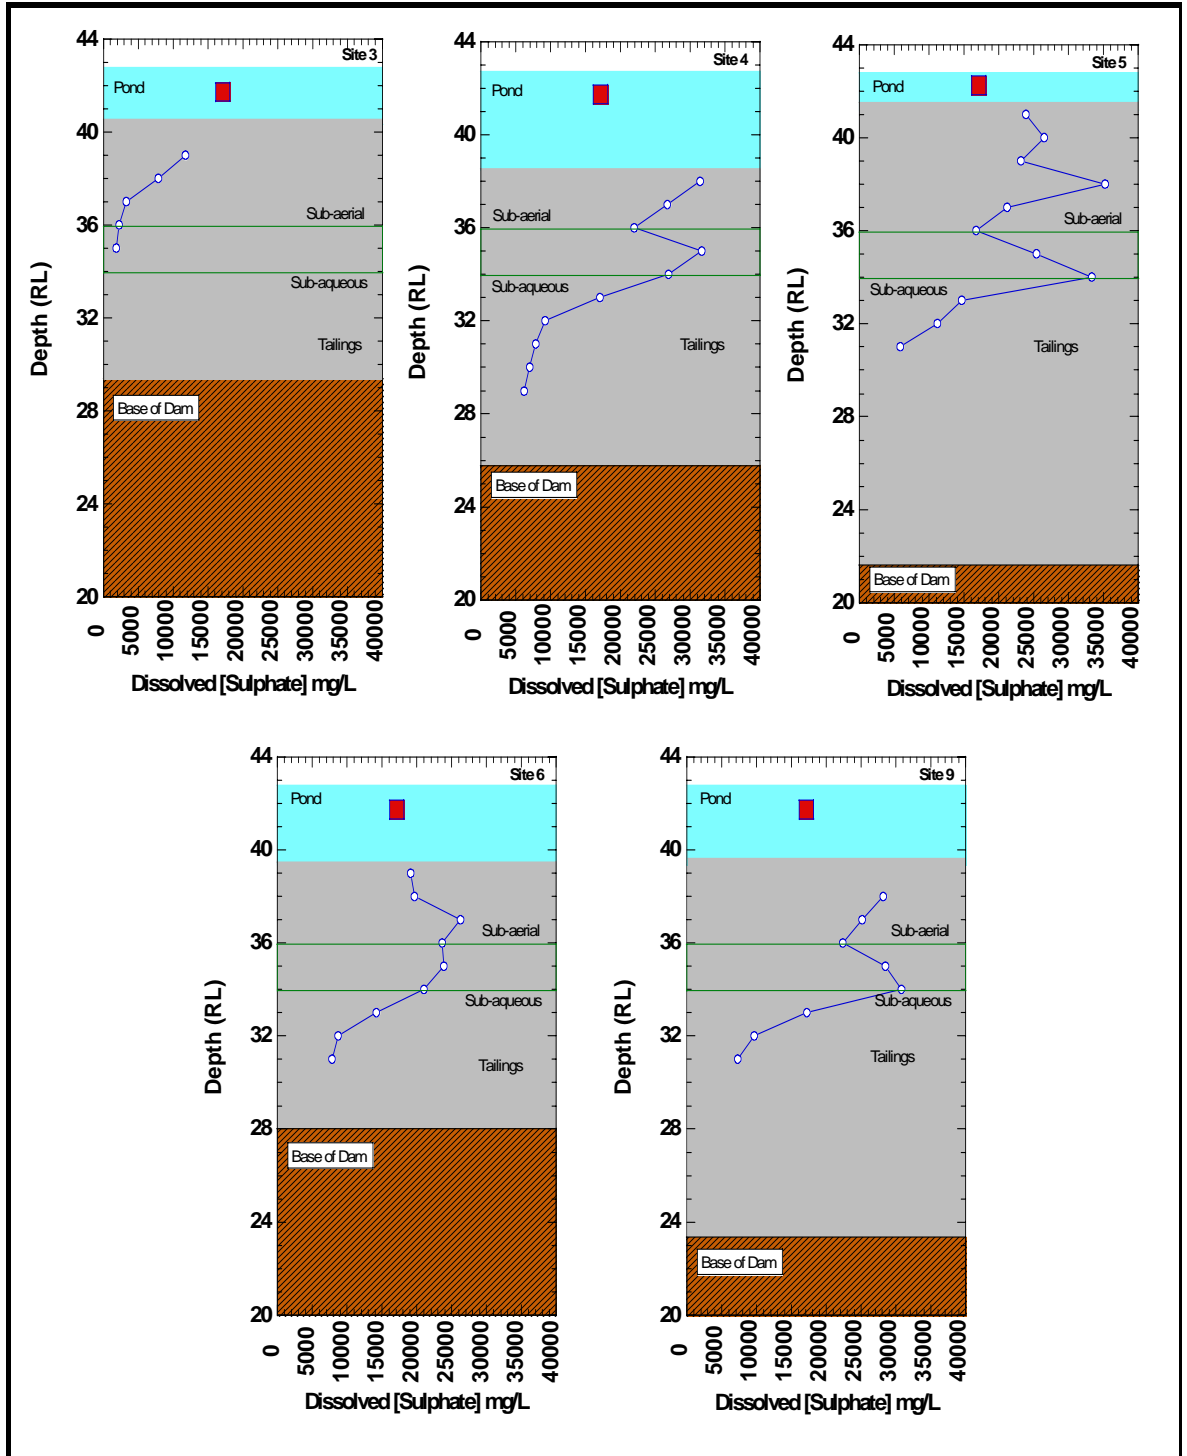 44
Site 3
Pond
40
Sub-aerial
36
Sub-aqueous
32
Tailings
Base of Dam
28
24
20
Depth (RL)
0
5000
10000
15000
20000
25000
30000
35000
40000
Dissolved [Sulphate] mg/L
44
Site 4
Pond
40
Sub-aerial
36
Sub-aqueous
32
Tailings
28
Base of Dam
24
20
Depth (RL)
0
5000
10000
15000
20000
25000
30000
35000
40000
Dissolved [Sulphate] mg/L
44
Site 5
Pond
40
Sub-aerial
36
Sub-aqueous
32
Tailings
28
24
Base of Dam
20
Depth (RL)
0
5000
10000
15000
20000
25000
30000
35000
40000
Dissolved [Sulphate] mg/L
44
Site 6
Pond
40
Sub-aerial
36
Sub-aqueous
32
Tailings
28
Base of Dam
24
20
Depth (RL)
0
5000
10000
15000
20000
25000
30000
35000
40000
Dissolved [Sulphate] mg/L
44
Site 9
Pond
40
Sub-aerial
36
Sub-aqueous
32
Tailings
28
24
Base of Dam
20
Depth (RL)
0
5000
10000
15000
20000
25000
30000
35000
40000
Dissolved [Sulphate] mg/L